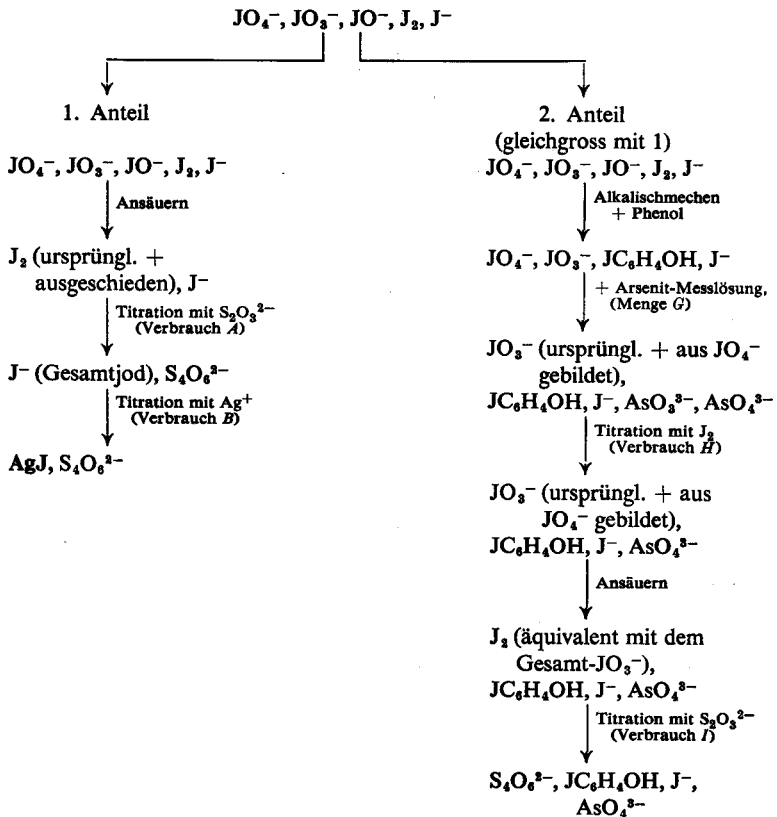 JO₄⁻, JO₃⁻, JO⁻, J₂, J⁻
1. Anteil
JO₄⁻, JO₃⁻, JO⁻, J₂, J⁻
Ansäuern
J₂ (ursprüngl. +
ausgeschieden), J⁻
Titration mit S₂O₃²⁻
(Verbrauch A)
J⁻ (Gesamtjod), S₄O₆²⁻
Titration mit Ag⁺
(Verbrauch B)
AgJ, S₄O₆²⁻
2. Anteil
(gleichgross mit 1)
JO₄⁻, JO₃⁻, JO⁻, J₂, J⁻
Alkalischmechen
+ Phenol
JO₄⁻, JO₃⁻, JC₆H₄OH, J⁻
+ Arsenit-Messlösung,
(Menge G)
JO₃⁻ (ursprüngl. + aus JO₄⁻
gebildet),
JC₆H₄OH, J⁻, AsO₃³⁻, AsO₄³⁻
Titration mit J₂
(Verbrauch H)
JO₃⁻ (ursprüngl. + aus
JO₄⁻ gebildet),
JC₆H₄OH, J⁻, AsO₄³⁻
Ansäuern
J₂ (äquivalent mit dem
Gesamt-JO₃⁻),
JC₆H₄OH, J⁻, AsO₄³⁻
Titration mit S₂O₃²⁻
(Verbrauch I)
S₄O₆²⁻, JC₆H₄OH, J⁻,
AsO₄³⁻